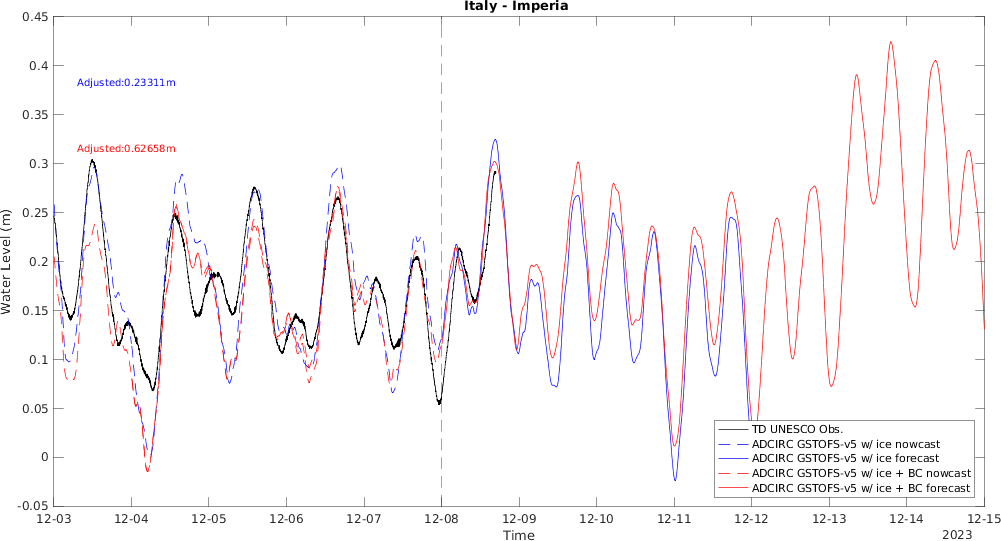 Italy - Imperia
0.45
0.4
0.35
0.3
0.25
0.2
0.15
0.1
0.05
0
-0.05
Water Level (m)
Adjusted:0.23311m
Adjusted:0.62658m
TD UNESCO Obs.
ADCIRC GSTOFS-v5 w/ ice nowcast
ADCIRC GSTOFS-v5 w/ ice forecast
ADCIRC GSTOFS-v5 w/ ice + BC nowcast
ADCIRC GSTOFS-v5 w/ ice + BC forecast
12-03 12-04 12-05 12-06 12-07 12-08 12-09 12-10 12-11 12-12 12-13 12-14 12-15
Time
2023